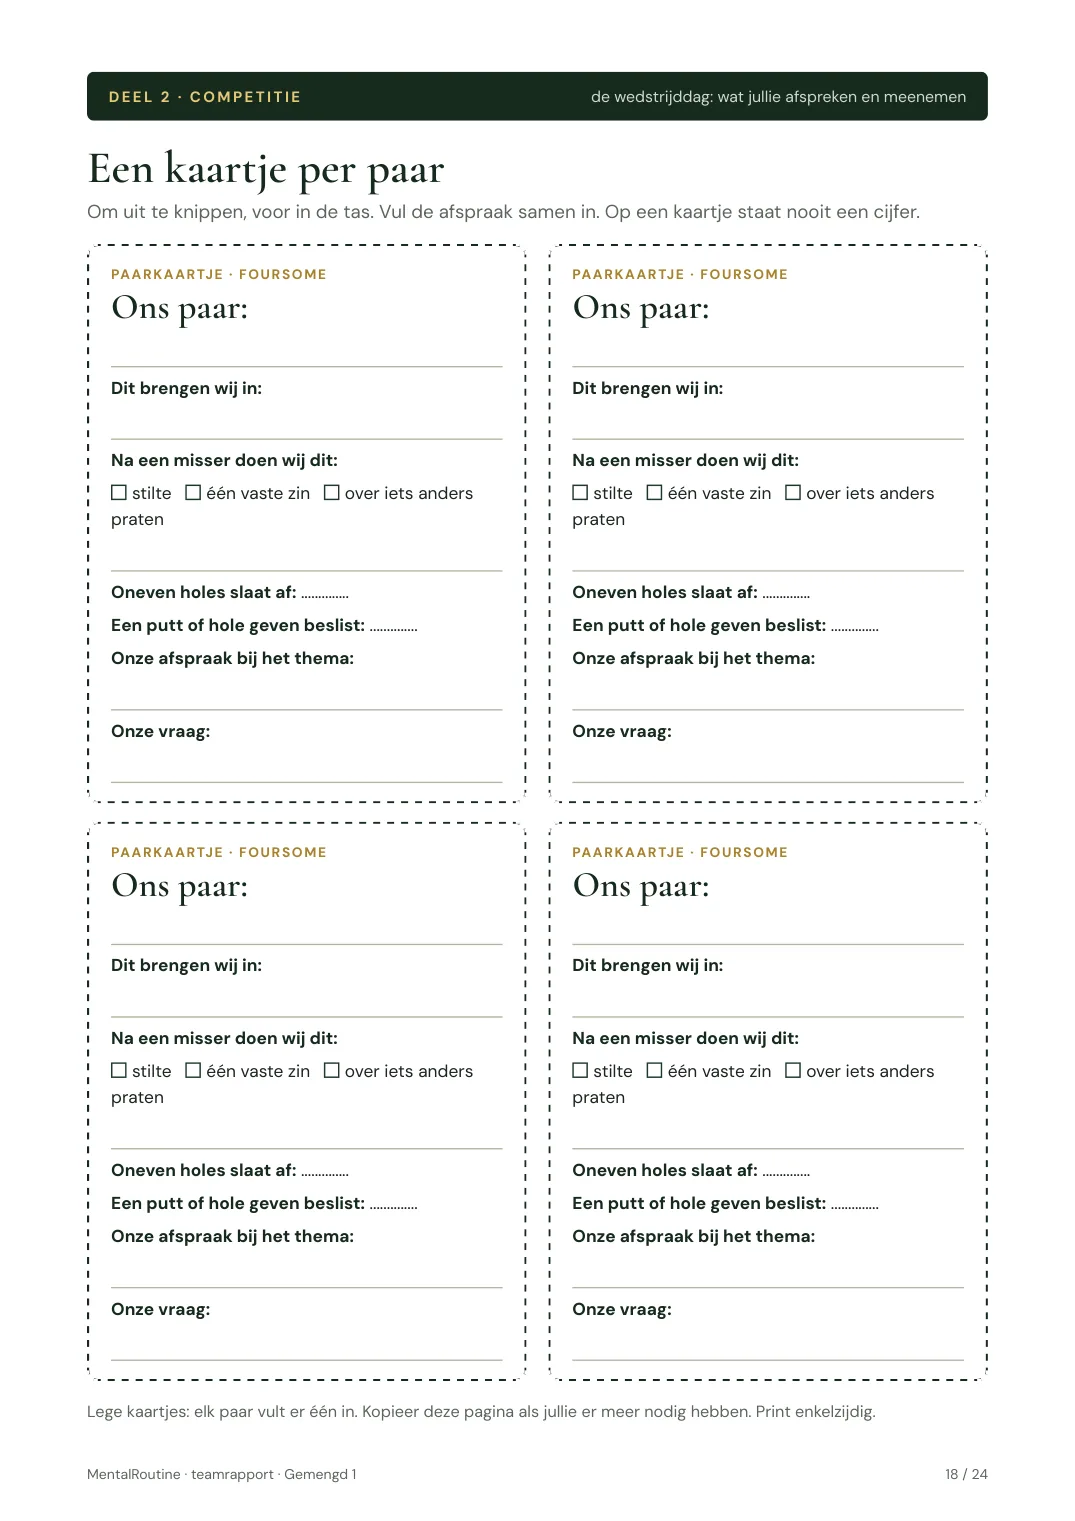 DEEL 2 · COMPETITIE
de wedstrijddag: wat jullie afspreken en meenemen
Een kaartje per paar
Om uit te knippen, voor in de tas. Vul de afspraak samen in. Op een kaartje staat nooit een cijfer.
PAARKAARTJE · FOURSOME
Ons paar:
Dit brengen wij in:
Na een misser doen wij dit:
☐ stilte ☐ één vaste zin ☐ over iets anders
praten
Oneven holes slaat af: ..............
Een putt of hole geven beslist: ..............
Onze afspraak bij het thema:
Onze vraag:
PAARKAARTJE · FOURSOME
Ons paar:
Dit brengen wij in:
Na een misser doen wij dit:
☐ stilte ☐ één vaste zin ☐ over iets anders
praten
Oneven holes slaat af: ..............
Een putt of hole geven beslist: ..............
Onze afspraak bij het thema:
Onze vraag:
PAARKAARTJE · FOURSOME
Ons paar:
Dit brengen wij in:
Na een misser doen wij dit:
☐ stilte ☐ één vaste zin ☐ over iets anders
praten
Oneven holes slaat af: ..............
Een putt of hole geven beslist: ..............
Onze afspraak bij het thema:
Onze vraag:
PAARKAARTJE · FOURSOME
Ons paar:
Dit brengen wij in:
Na een misser doen wij dit:
☐ stilte ☐ één vaste zin ☐ over iets anders
praten
Oneven holes slaat af: ..............
Een putt of hole geven beslist: ..............
Onze afspraak bij het thema:
Onze vraag:
Lege kaartjes: elk paar vult er één in. Kopieer deze pagina als jullie er meer nodig hebben. Print enkelzijdig.
MentalRoutine · teamrapport · Gemengd 1
18 / 24